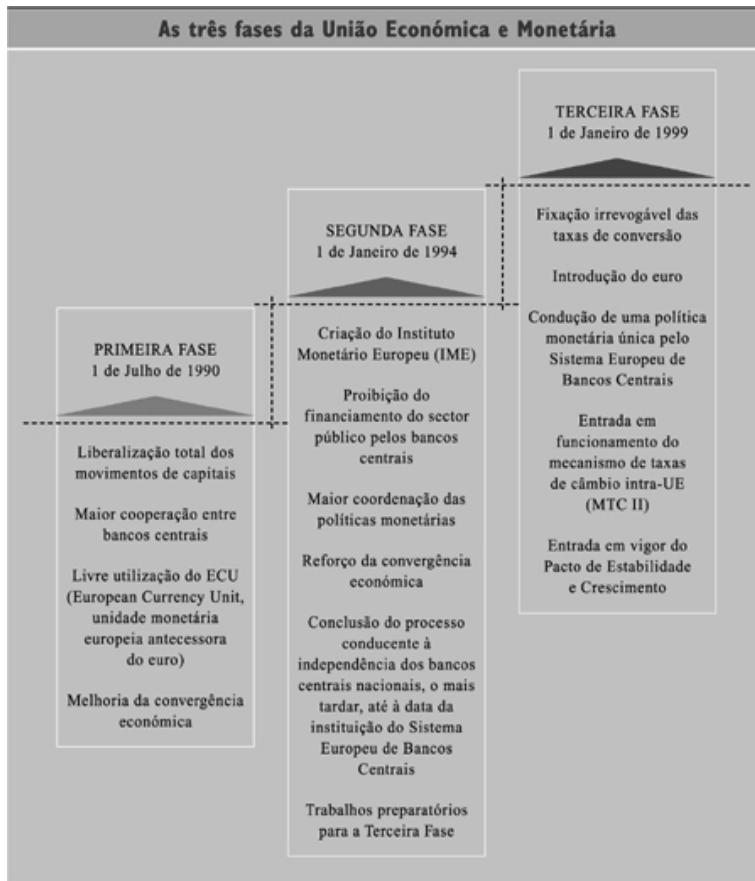 As três fases da União Económica e Monetária
PRIMEIRA FASE
1 de Julho de 1990
Liberalização total dos
movimentos de capitais
Maior cooperação entre
bancos centrais
Livre utilização do ECU
(European Currency Unit,
unidade monetária
europeia antecessora
do euro)
Melhoria da convergência
económica
SEGUNDA FASE
1 de Janeiro de 1994
Criação do Instituto
Monetário Europeu (IME)
Proibição do
financiamento do sector
público pelos bancos
centrais
Maior coordenação das
políticas monetárias
Reforço da convergência
económica
Conclusão do processo
conducente à
independência dos bancos
centrais nacionais, o mais
tardar, até à data da
instituição do Sistema
Europeu de Bancos
Centrais
Trabalhos preparatórios
para a Terceira Fase
TERCEIRA FASE
1 de Janeiro de 1999
Fixação irrevogável das
taxas de conversão
Introdução do euro
Condução de uma política
monetária única pelo
Sistema Europeu de
Bancos Centrais
Entrada em
funcionamento do
mecanismo de taxas
de câmbio intra-UE
(MTC II)
Entrada em vigor do
Pacto de Estabilidade
e Crescimento